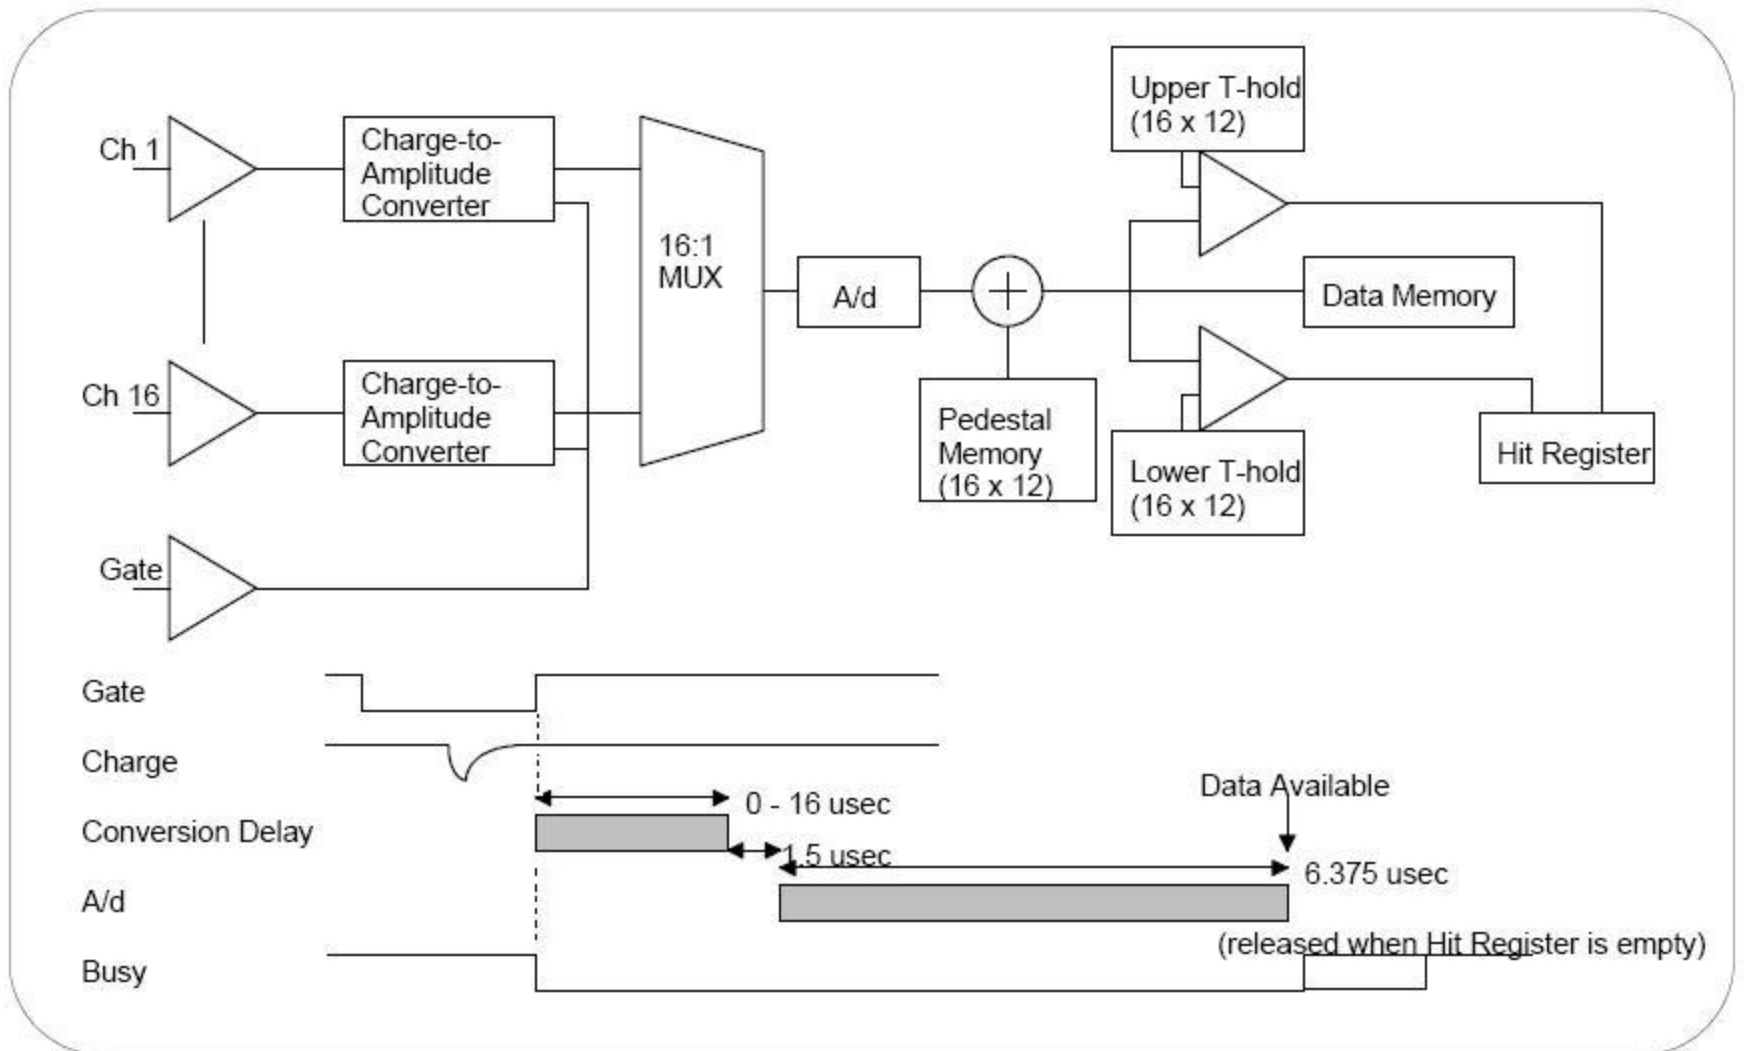 Ch 1
Charge-to-
Amplitude
Converter
16:1
MUX
A/d
Upper T-hold
(16 x 12)
Data Memory
Ch 16
Charge-to-
Amplitude
Converter
Pedestal
Memory
(16 x 12)
Lower T-hold
(16 x 12)
Hit Register
Gate
Gate
Charge
Conversion Delay
0 - 16 usec
1.5 usec
Data Available
A/d
6.375 usec
Busy
(released when Hit Register is empty)